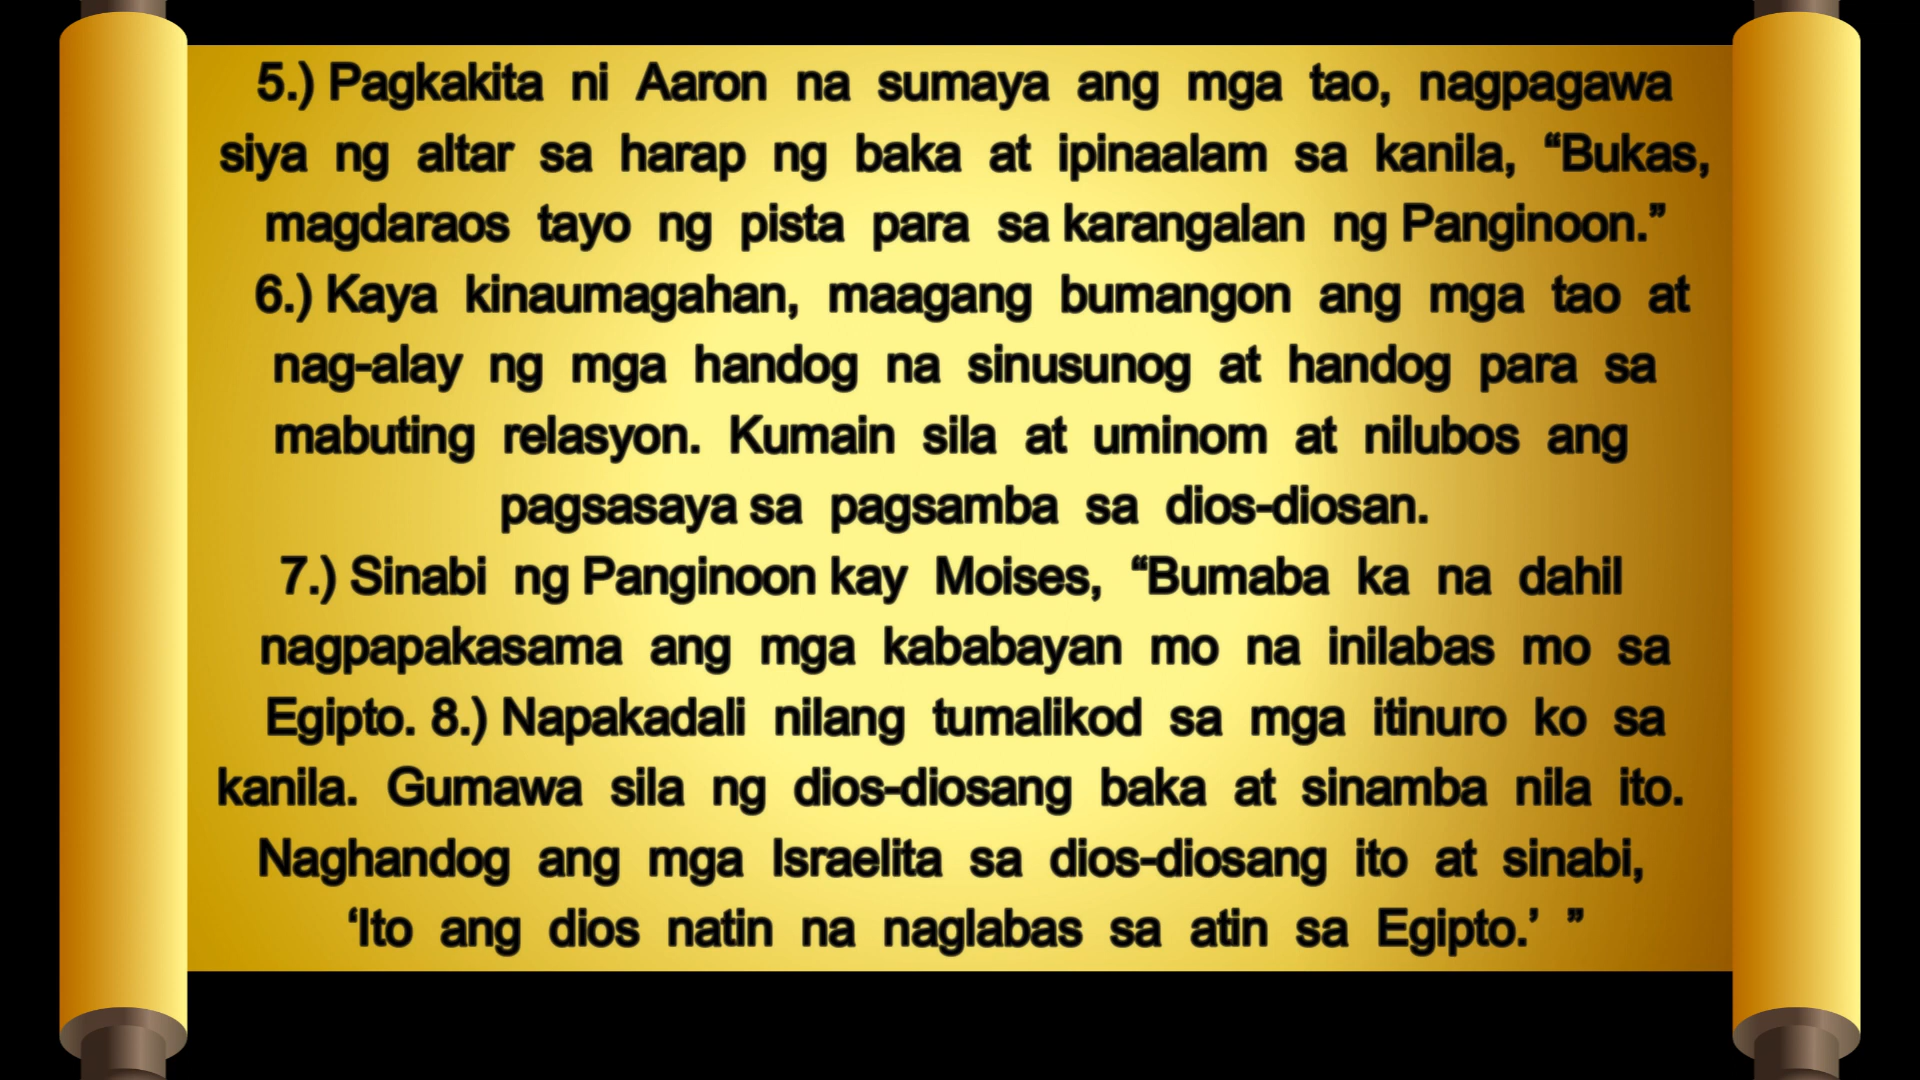 5.) Pagkakita ni Aaron na sumaya ang mga tao, nagpagawa
siya ng altar sa harap ng baka at ipinaalam sa kanila, “Bukas,
magdaraos tayo ng pista para sa karangalan ng Panginoon.”
6.) Kaya kinaumagahan, maagang bumangon ang mga tao at
nag-alay ng mga handog na sinusunog at handog para sa
mabuting relasyon. Kumain sila at uminom at nilubos ang
pagsasaya sa pagsamba sa dios-diosan.
7.) Sinabi ng Panginoon kay Moises, “Bumaba ka na dahil
nagpapakasama ang mga kababayan mo na inilabas mo sa
Egipto. 8.) Napakadali nilang tumalikod sa mga itinuro ko sa
kanila. Gumawa sila ng dios-diosang baka at sinamba nila ito.
Naghandog ang mga Israelita sa dios-diosang ito at sinabi,
‘Ito ang dios natin na naglabas sa atin sa Egipto.’ ”